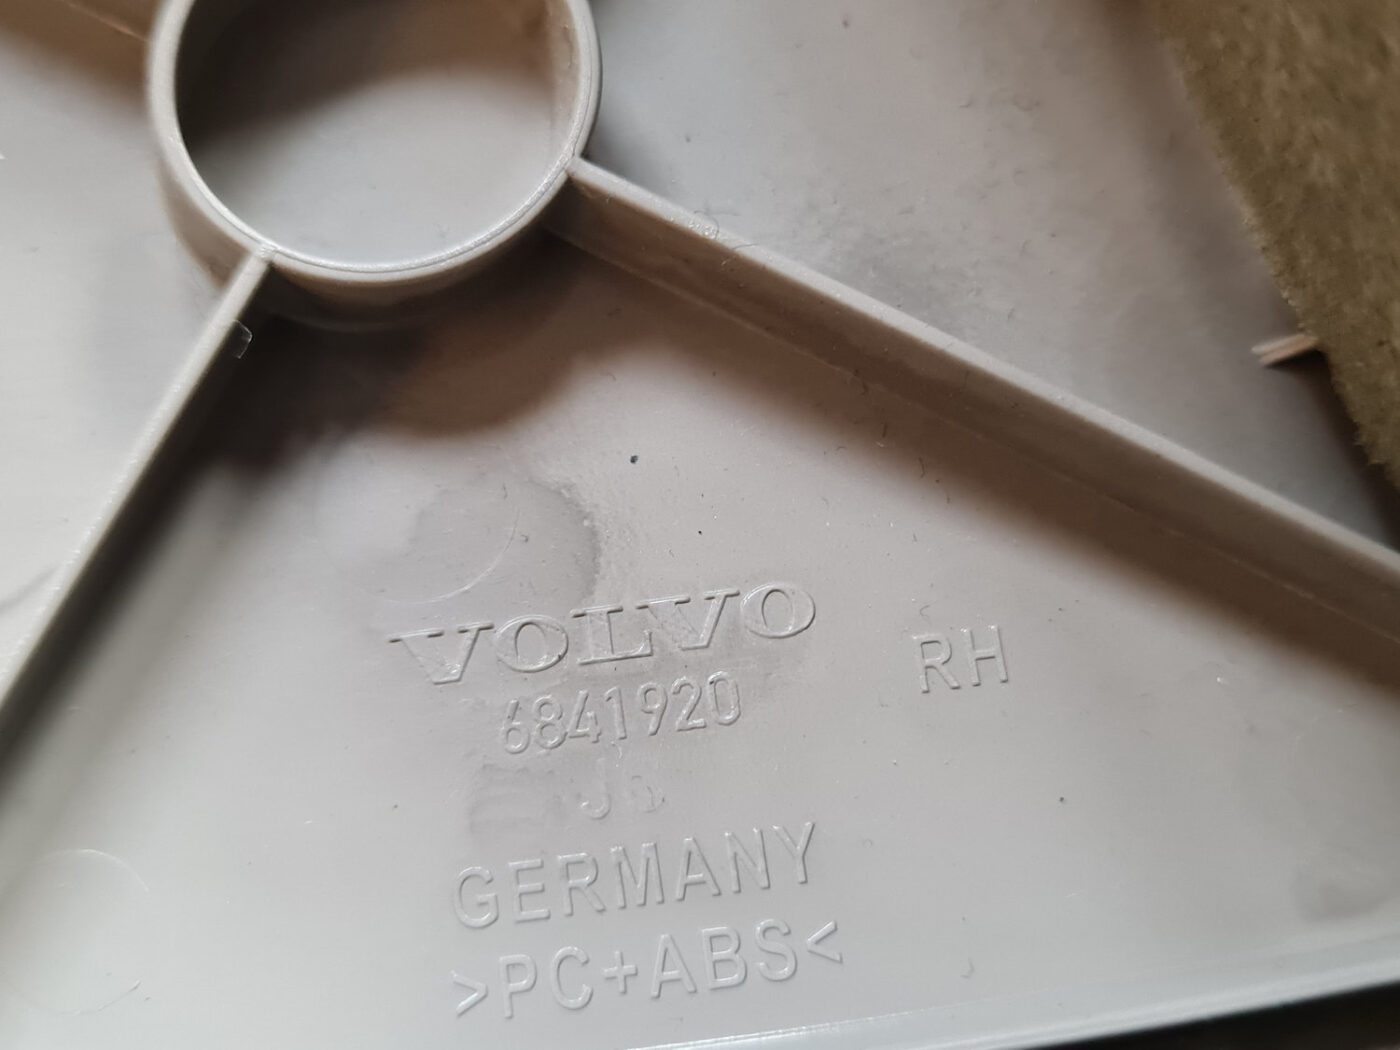 VOLVO
6841920
RH
GERMANY
>PC+ABS<